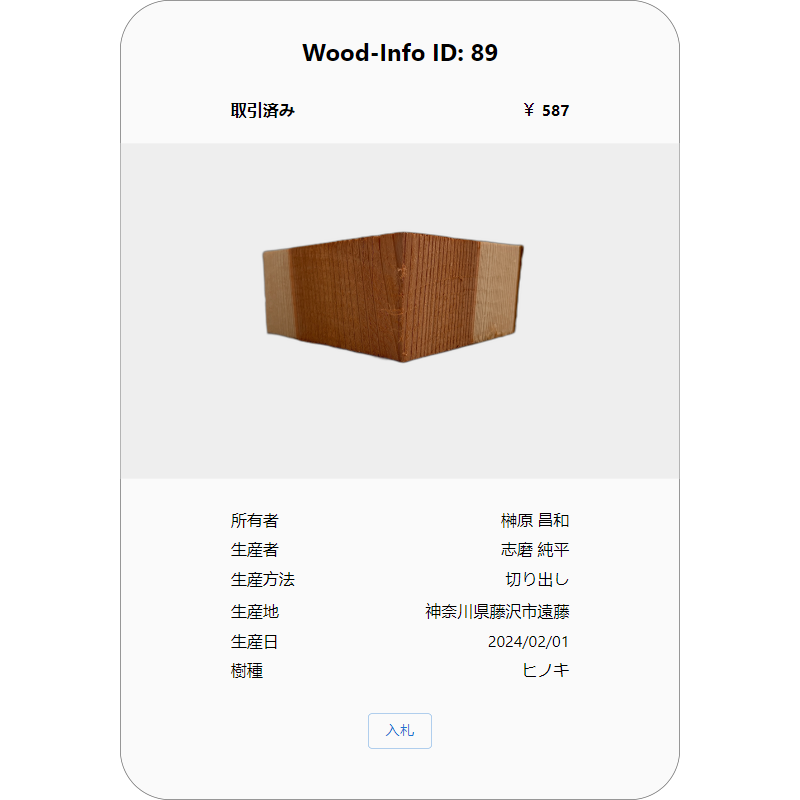 Wood-Info ID: 89
取引済み ￥ 587
所有者 榊原 昌和
生産者 志磨 純平
生産方法 切り出し
生産地 神奈川県藤沢市遠藤
生産日 2024/02/01
樹種 ヒノキ
入札